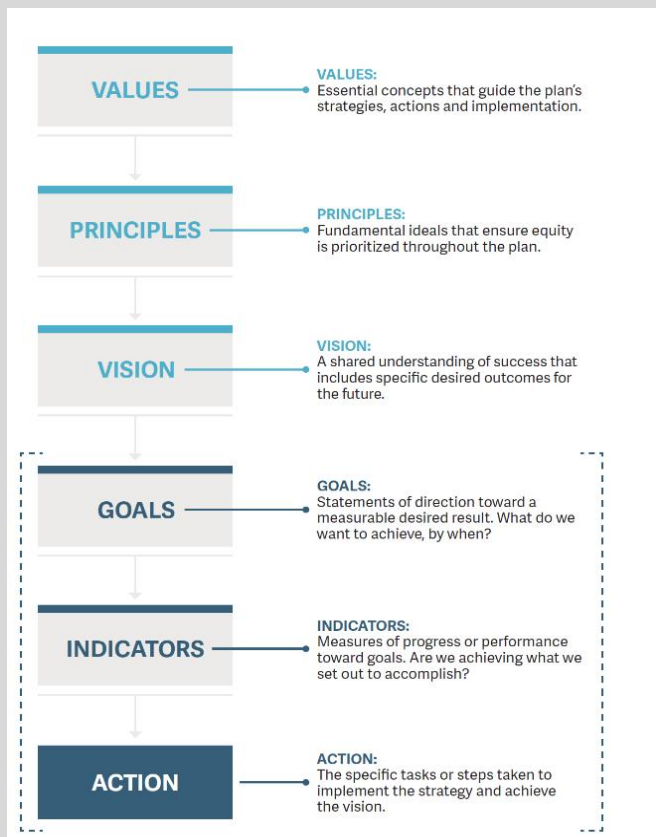 VALUES
VALUES:
Essential concepts that guide the plan's
strategies, actions and implementation.
PRINCIPLES
PRINCIPLES:
Fundamental ideals that ensure equity
is prioritized throughout the plan.
VISION
VISION:
A shared understanding of success that
includes specific desired outcomes for
the future.
GOALS
GOALS:
Statements of direction toward a
measurable desired result. What do we
want to achieve, by when?
INDICATORS
INDICATORS:
Measures of progress or performance
toward goals. Are we achieving what we
set out to accomplish?
ACTION
ACTION:
The specific tasks or steps taken to
implement the strategy and achieve
the vision.